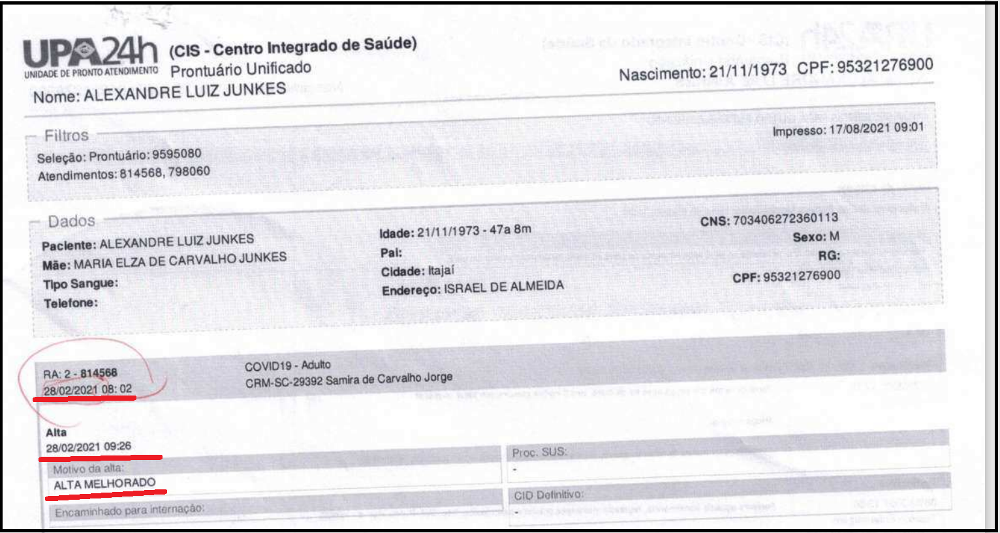 UPA24h (CIS - Centro Integrado de Saúde)
UNIDADE DE PRONTO ATENDIMENTO Prontuário Unificado
Nome: ALEXANDRE LUIZ JUNKES
Nascimento: 21/11/1973 CPF: 95321276900
Filtros
Impresso: 17/08/2021 09:01
Seleção: Prontuário: 9595080
Atendimentos: 814568, 798060
Dados
Paciente: ALEXANDRE LUIZ JUNKES
Mãe: MARIA ELZA DE CARVALHO JUNKES
Tipo Sangue:
Telefone:
Idade: 21/11/1973 - 47a 8m
Pai:
Cidade: Itajaí
Endereço: ISRAEL DE ALMEIDA
CNS: 703406272360113
Sexo: M
RG:
CPF: 95321276900
RA: 2 - 814568
28/02/2021 08: 02
COVID19 - Adulto
CRM-SC-29392 Samira de Carvalho Jorge
Alta
28/02/2021 09:26
Motivo da alta:
ALTA MELHORADO
Encaminhado para internação:
Proc. SUS:
-
CID Definitivo: